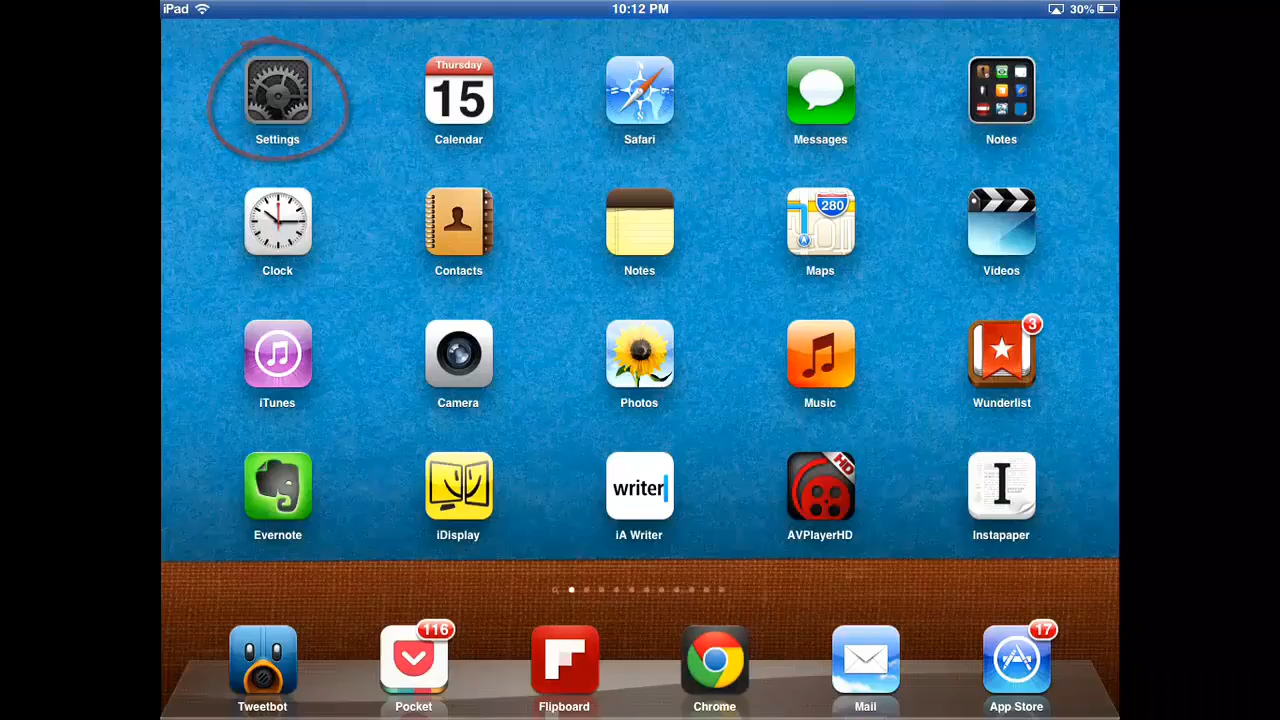 iPad 10:12 PM 30%
Thursday
15
Settings Calendar Safari Messages Notes
280
Clock Contacts Notes Maps Videos
3
iTunes Camera Photos Music Wunderlist
writer HD I
Evernote iDisplay iA Writer AVPlayerHD Instapaper
116 17
Tweetbot Pocket Flipboard Chrome Mail App Store